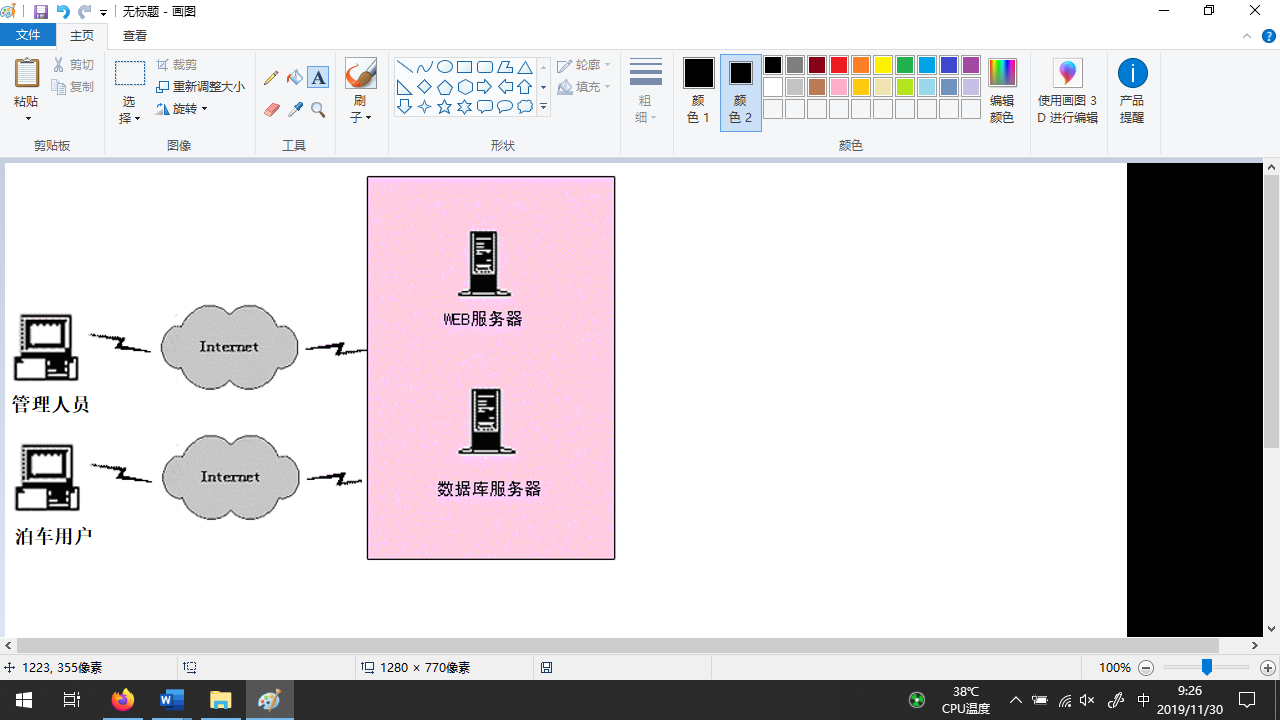 无标题 - 画图
文件
主页
查看
粘贴
剪切
复制
剪贴板
选择
裁剪
重新调整大小
旋转
图像
A
工具
刷子
轮廓
填充
形状
粗细
颜色 1
颜色 2
编辑颜色
颜色
使用画图 3D 进行编辑
产品提醒
WEB服务器
Internet
管理人员
数据库服务器
Internet
泊车用户
1223, 355像素
1280 × 770像素
100%
38℃
CPU温度
中
9:26
2019/11/30